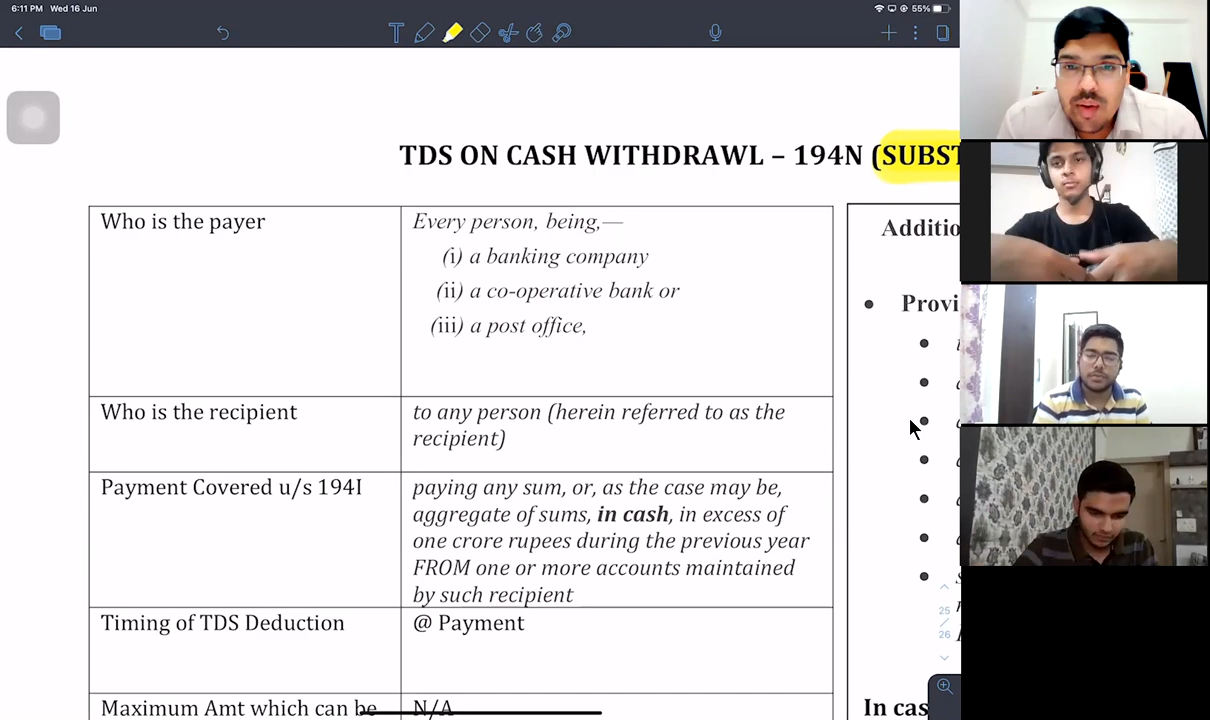 6:11 PM Wed 16 Jun
55%
TDS ON CASH WITHDRAWL – 194N (SUBST
Who is the payer
Every person, being,—
(i) a banking company
(ii) a co-operative bank or
(iii) a post office,
Who is the recipient
to any person (herein referred to as the
recipient)
Payment Covered u/s 194I
paying any sum, or, as the case may be,
aggregate of sums, in cash, in excess of
one crore rupees during the previous year
FROM one or more accounts maintained
by such recipient
Timing of TDS Deduction
@ Payment
Maximum Amt which can be
N/A
Additio
Provi
25
26
In cas